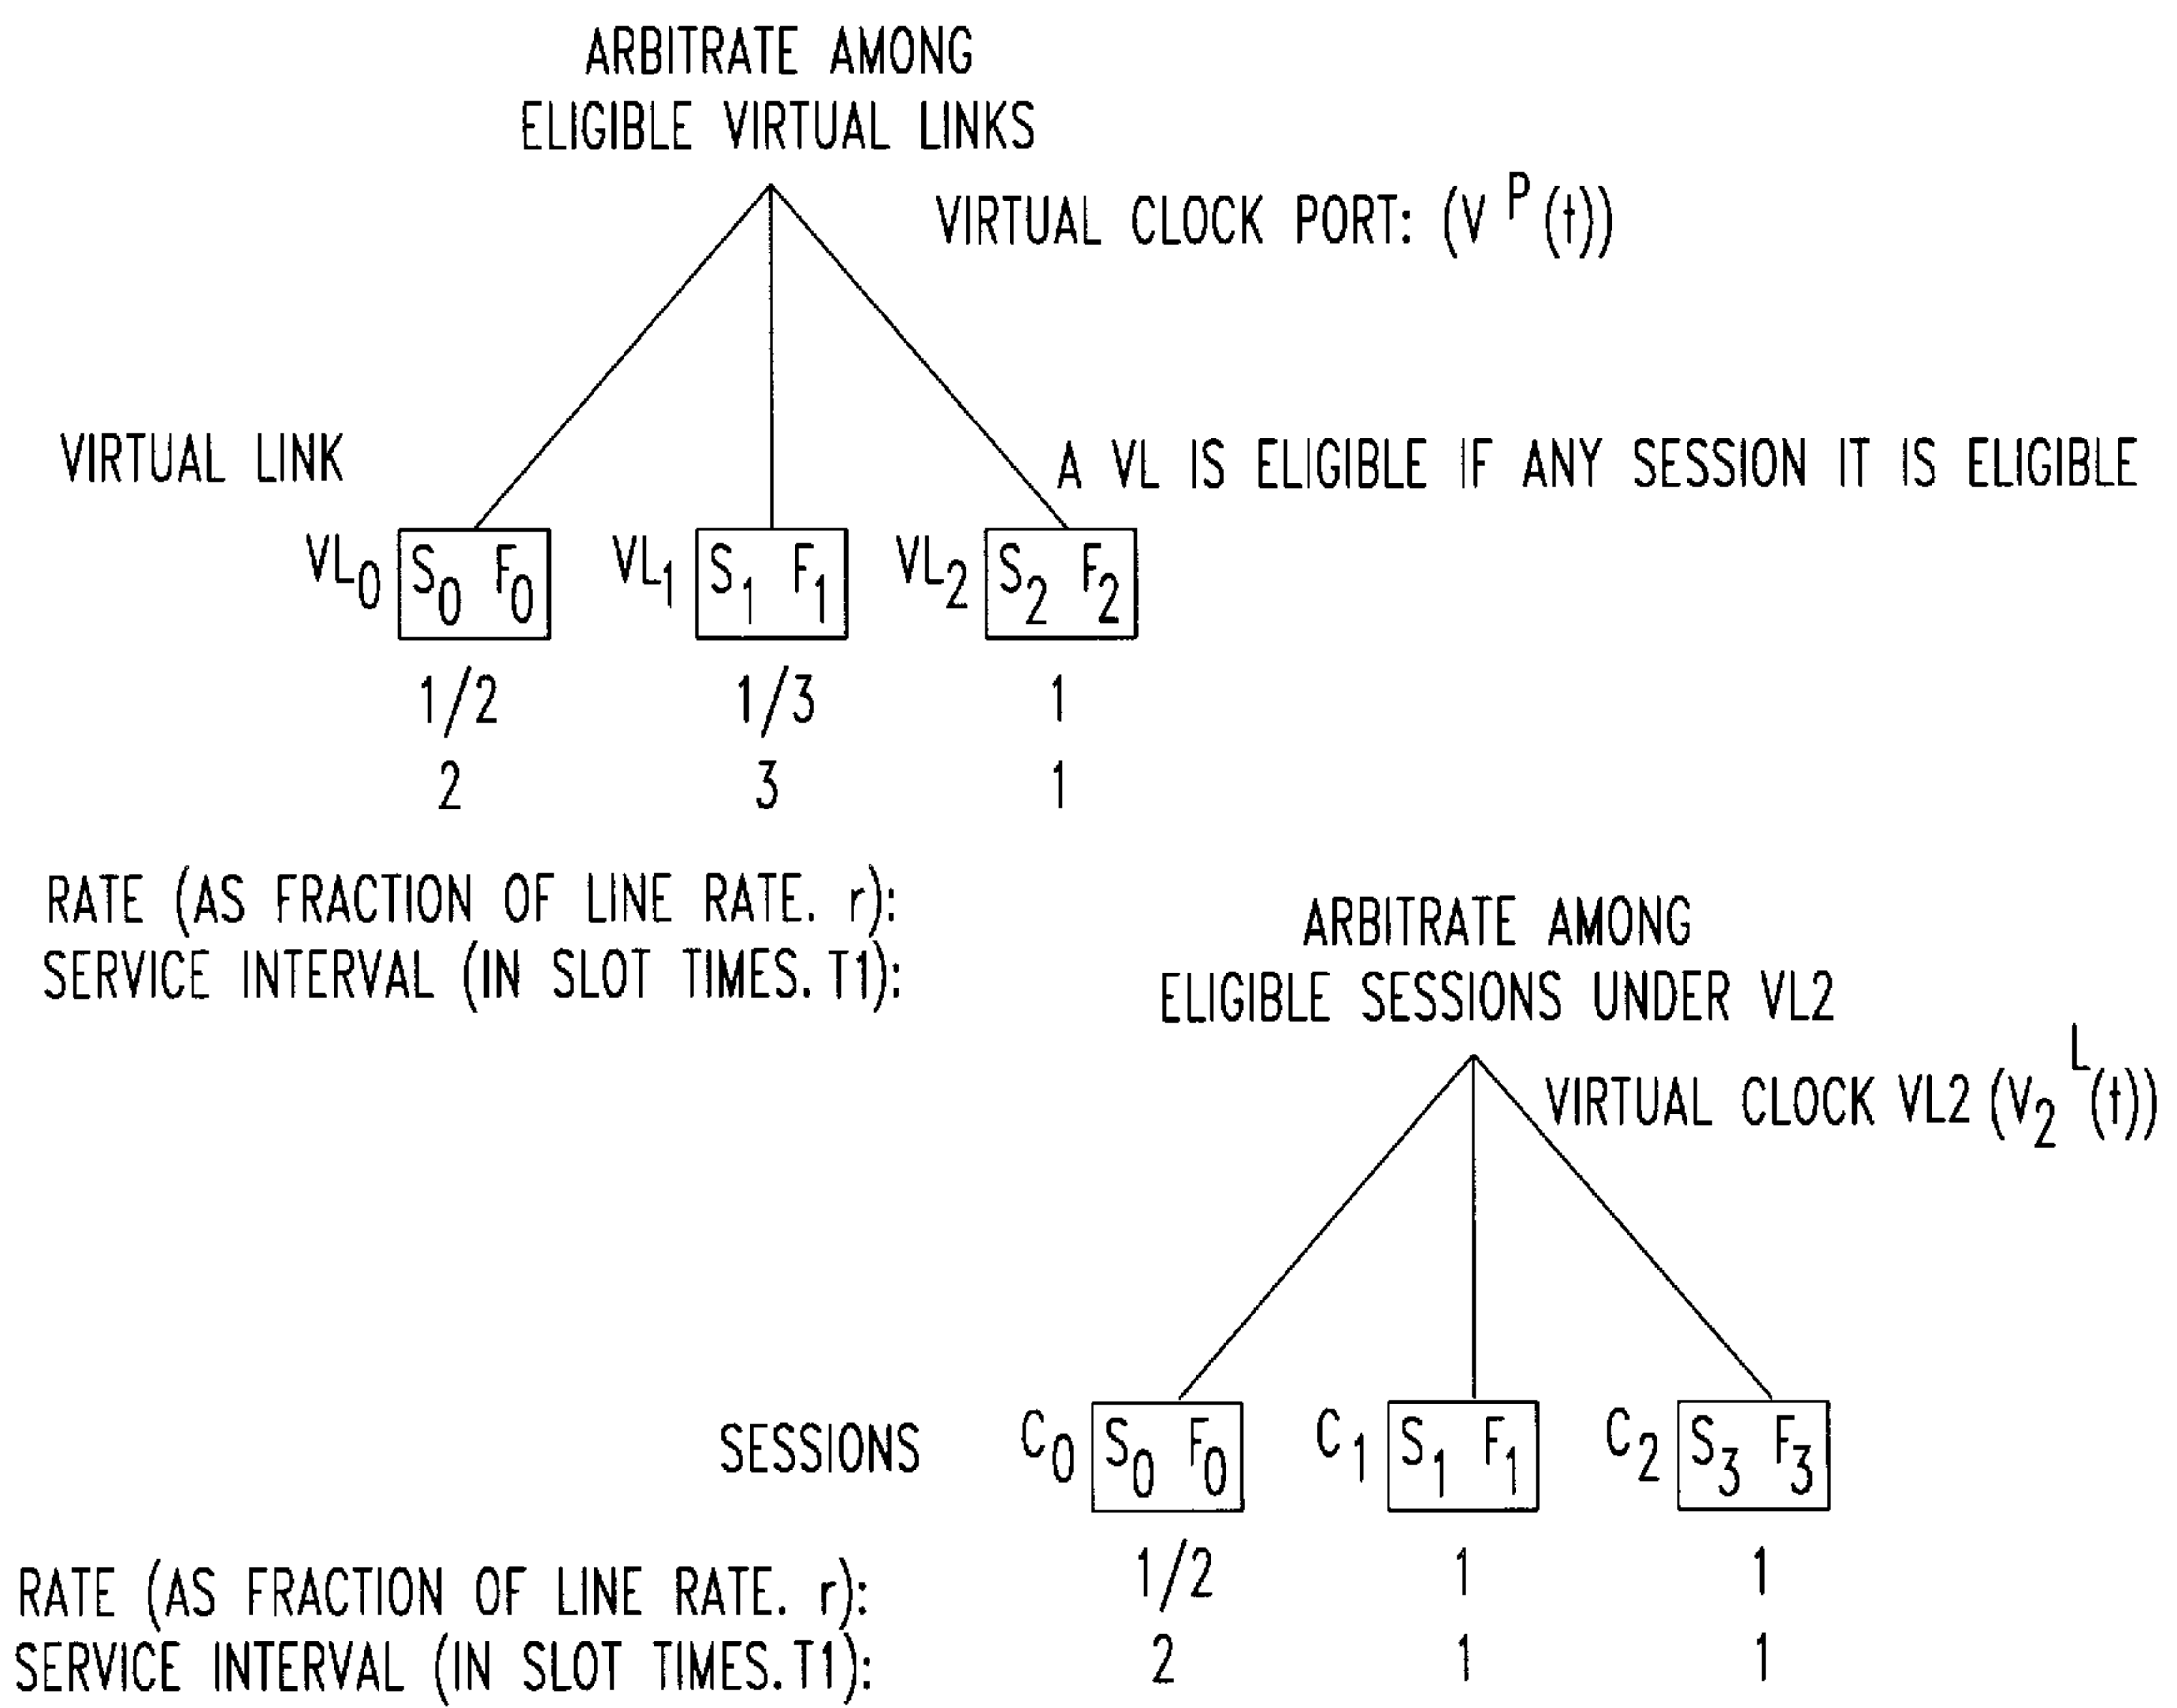 ARBITRATE AMONG
ELIGIBLE VIRTUAL LINKS
VIRTUAL CLOCK PORT: (V P (t))
VIRTUAL LINK
A VL IS ELIGIBLE IF ANY SESSION IT IS ELIGIBLE
VL0 S0 F0 VL1 S1 F1 VL2 S2 F2
1/2 1/3 1
2 3 1
RATE (AS FRACTION OF LINE RATE. r):
SERVICE INTERVAL (IN SLOT TIMES. T1):
ARBITRATE AMONG
ELIGIBLE SESSIONS UNDER VL2
VIRTUAL CLOCK VL2 (V2 L (t))
SESSIONS C0 S0 F0 C1 S1 F1 C2 S3 F3
RATE (AS FRACTION OF LINE RATE. r): 1/2 1 1
SERVICE INTERVAL (IN SLOT TIMES. T1): 2 1 1